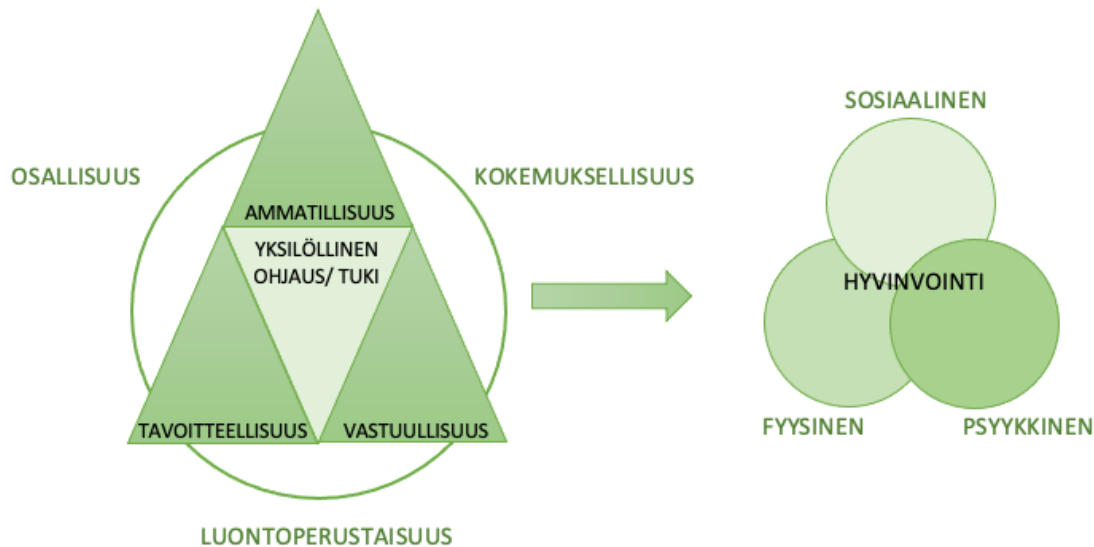 OSALLISUUS
KOKEMUKSELLISUUS
AMMATILLISUUS
YKSILÖLLINEN
OHJAUS/ TUKI
TAVOITTEELLISUUS
VASTUULLISUUS
LUONTOPERUSTAISUUS
SOSIAALINEN
HYVINVOINTI
FYYSINEN
PSYYKKINEN